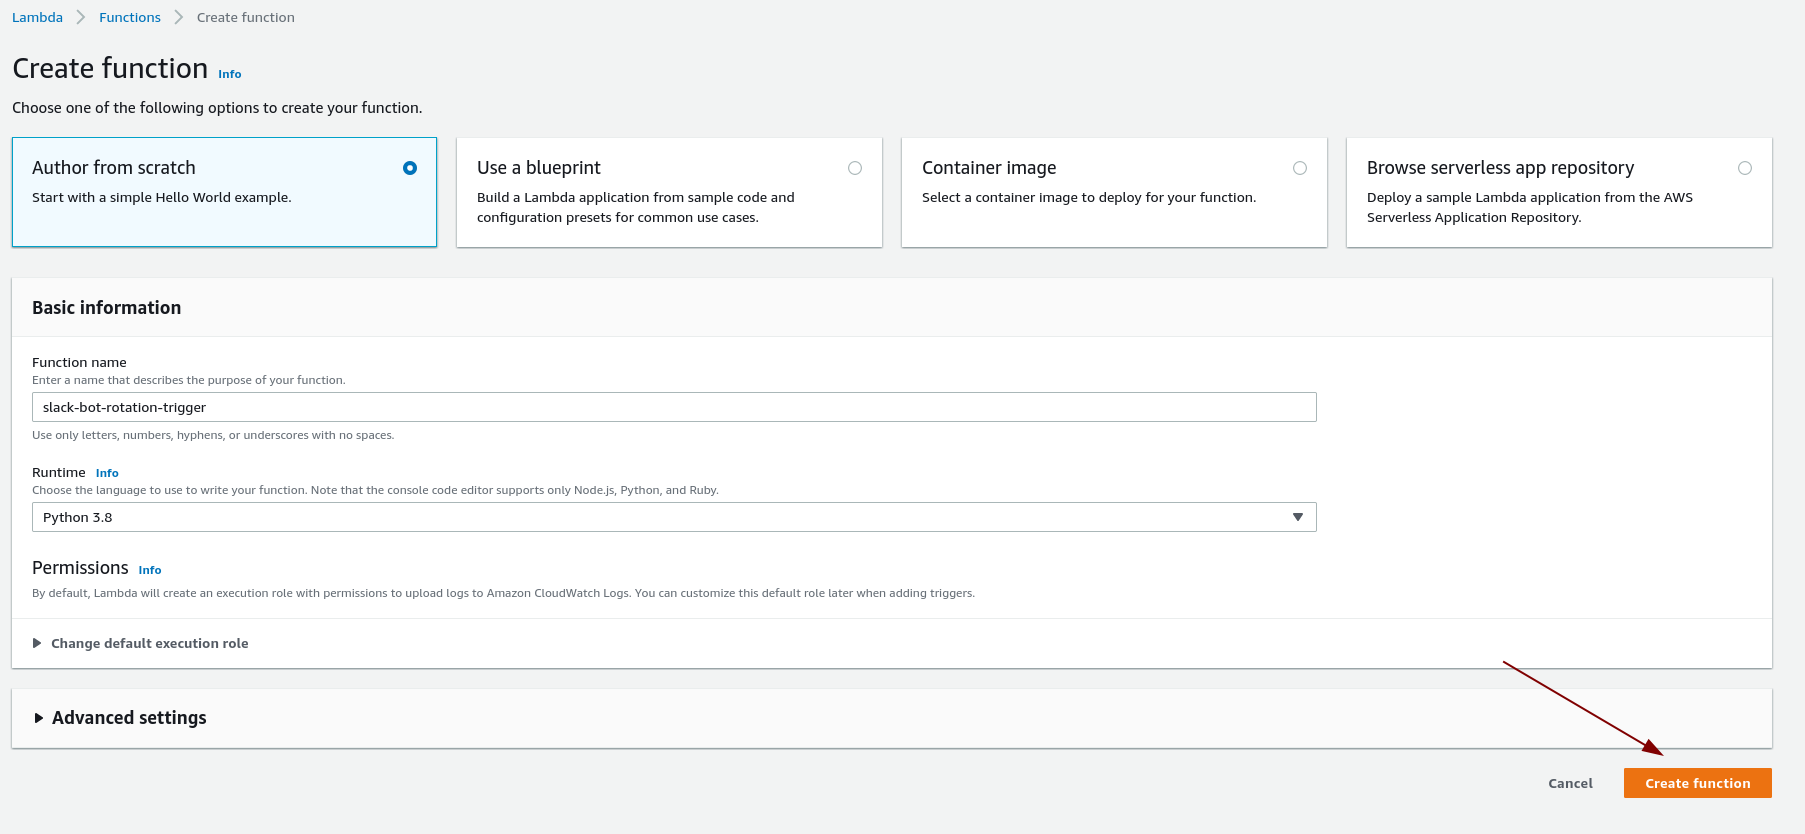 Lambda > Functions > Create function
Create function Info
Choose one of the following options to create your function.
Author from scratch
Start with a simple Hello World example.
Use a blueprint
Build a Lambda application from sample code and
configuration presets for common use cases.
Container image
Select a container image to deploy for your function.
Browse serverless app repository
Deploy a sample Lambda application from the AWS
Serverless Application Repository.
Basic information
Function name
Enter a name that describes the purpose of your function.
slack-bot-rotation-trigger
Use only letters, numbers, hyphens, or underscores with no spaces.
Runtime Info
Choose the language to use to write your function. Note that the console code editor supports only Node.js, Python, and Ruby.
Python 3.8
Permissions Info
By default, Lambda will create an execution role with permissions to upload logs to Amazon CloudWatch Logs. You can customize this default role later when adding triggers.
Change default execution role
Advanced settings
Cancel
Create function